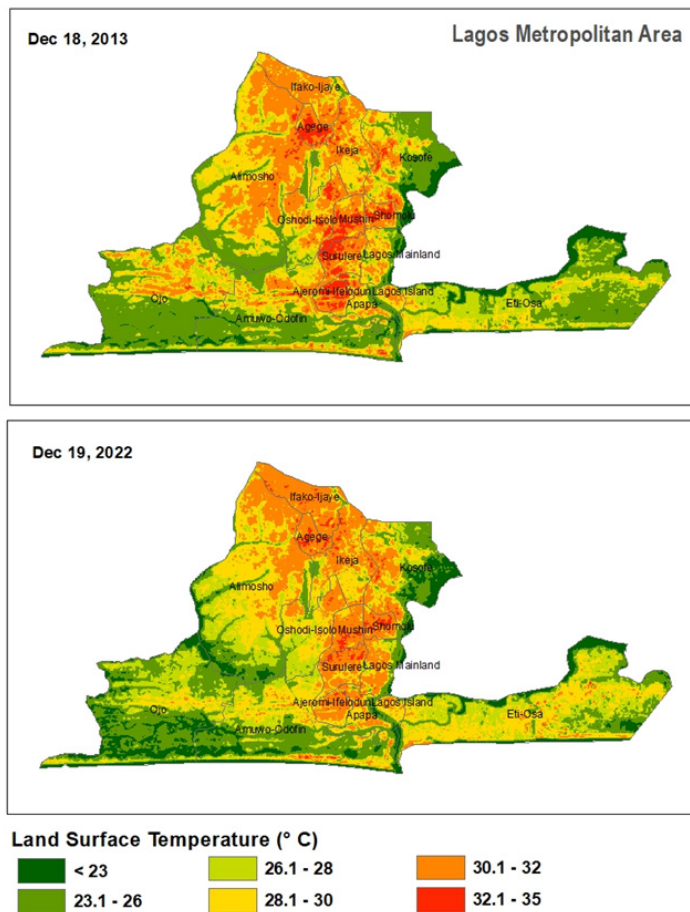 Dec 18, 2013
Lagos Metropolitan Area
Ifako-Ijaye
Agege
Ikeja
Kosofe
Alimosho
Oshodi-Isolo
Mushin
Shomolu
Surulere
Lagos Mainland
Ajeromi-Ifelodun
Lagos Island
Ojo
Apapa
Eti-Osa
Amuwo-Odofin
Dec 19, 2022
Ifako-Ijaye
Agege
Ikeja
Kosofe
Alimosho
Oshodi-Isolo
Mushin
Shomolu
Surulere
Lagos Mainland
Ajeromi-Ifelodun
Lagos Island
Ojo
Apapa
Eti-Osa
Amuwo-Odofin
Land Surface Temperature (° C)
< 23
26.1 - 28
30.1 - 32
23.1 - 26
28.1 - 30
32.1 - 35